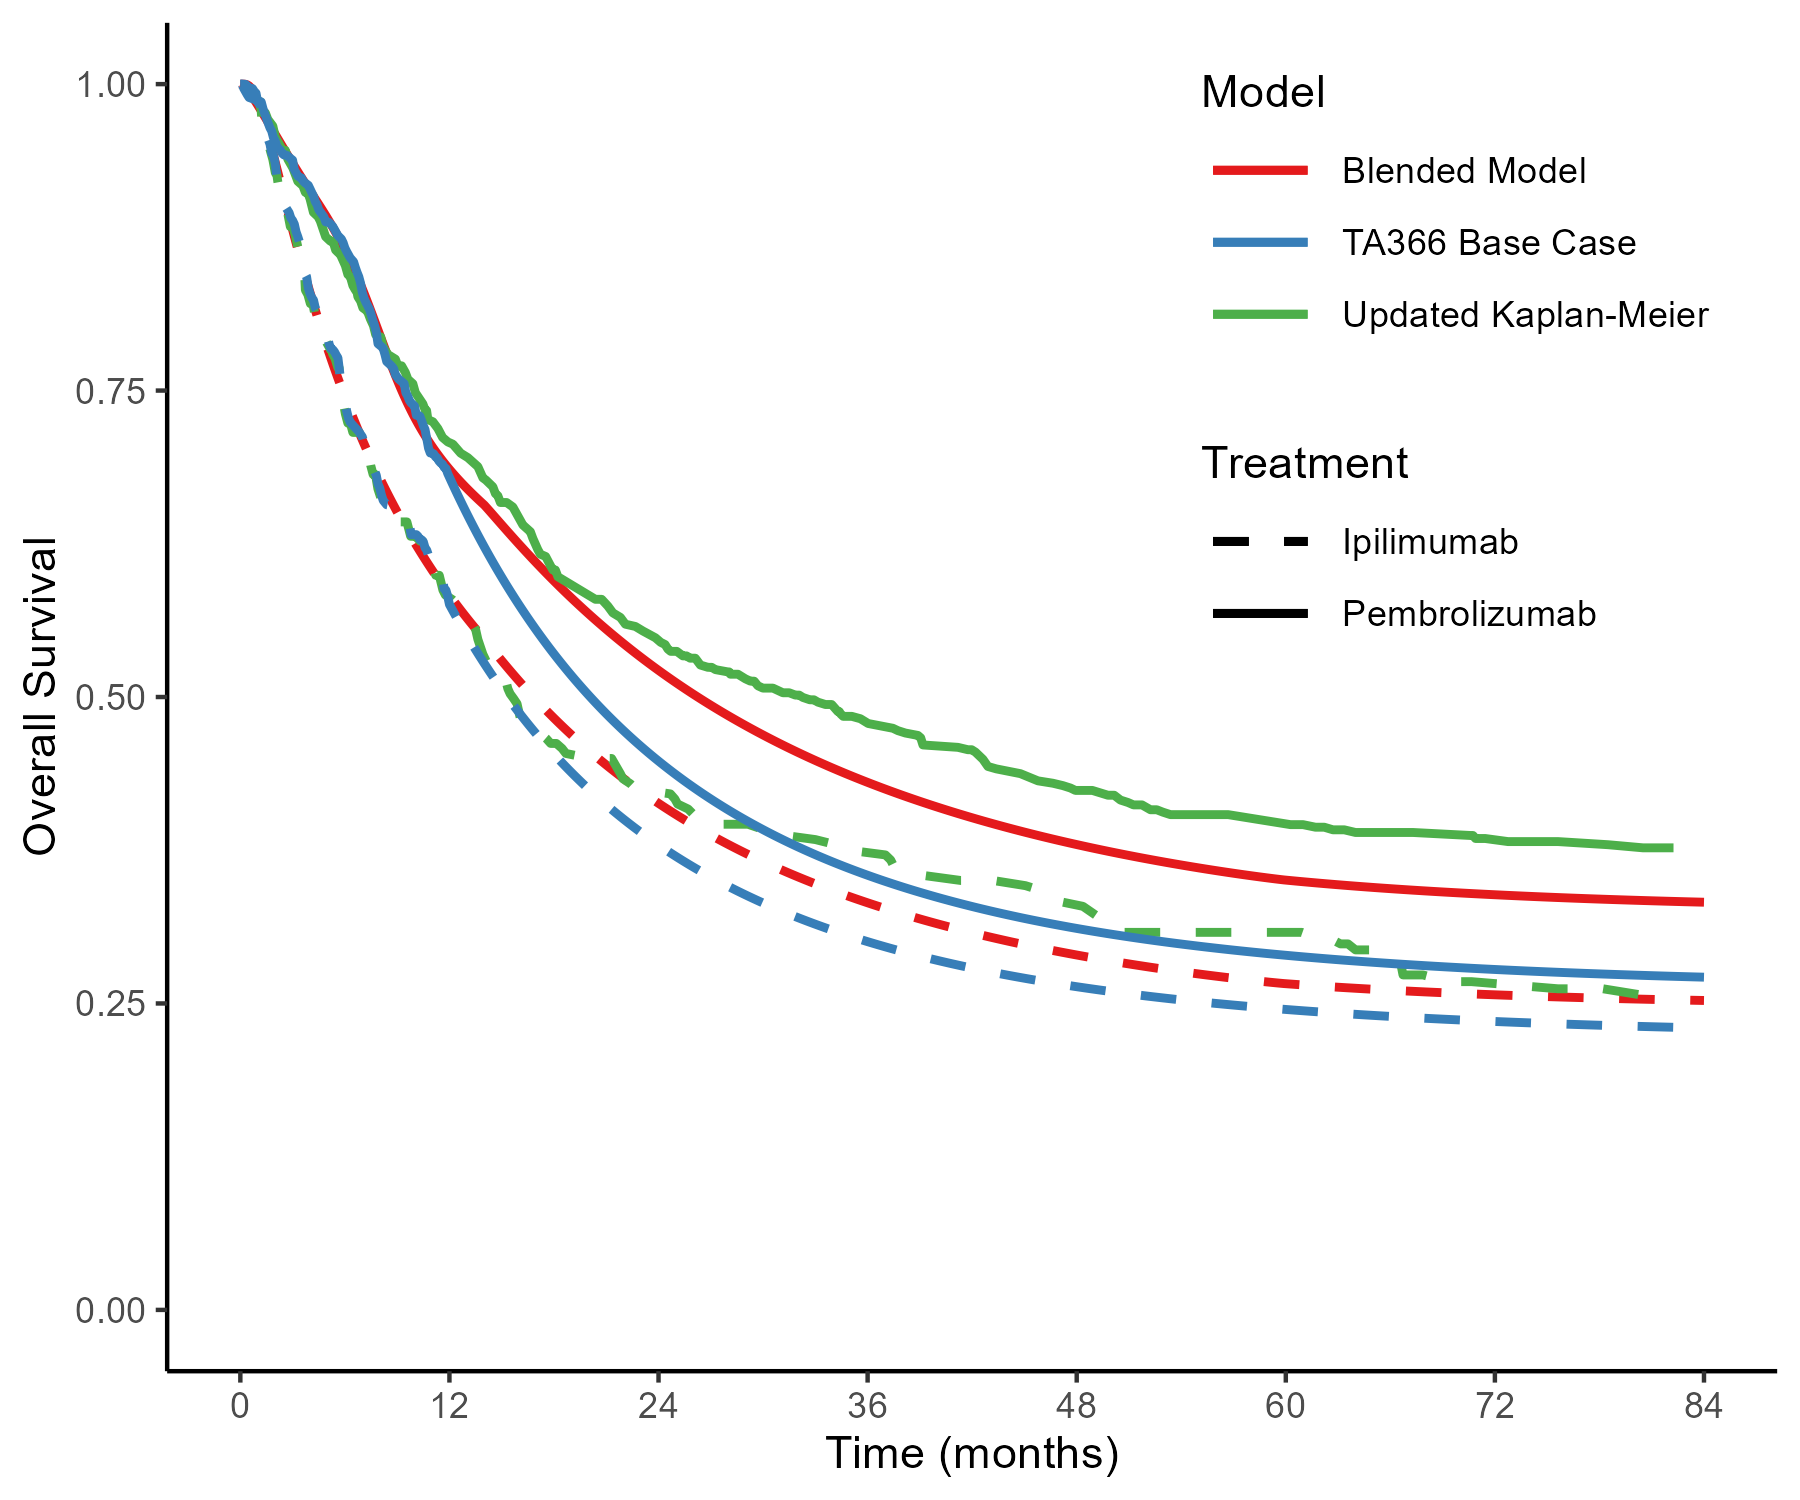 Model
Blended Model
TA366 Base Case
Updated Kaplan-Meier
Treatment
Ipilimumab
Pembrolizumab
Overall Survival
1.00
0.75
0.50
0.25
0.00
0 12 24 36 48 60 72 84
Time (months)